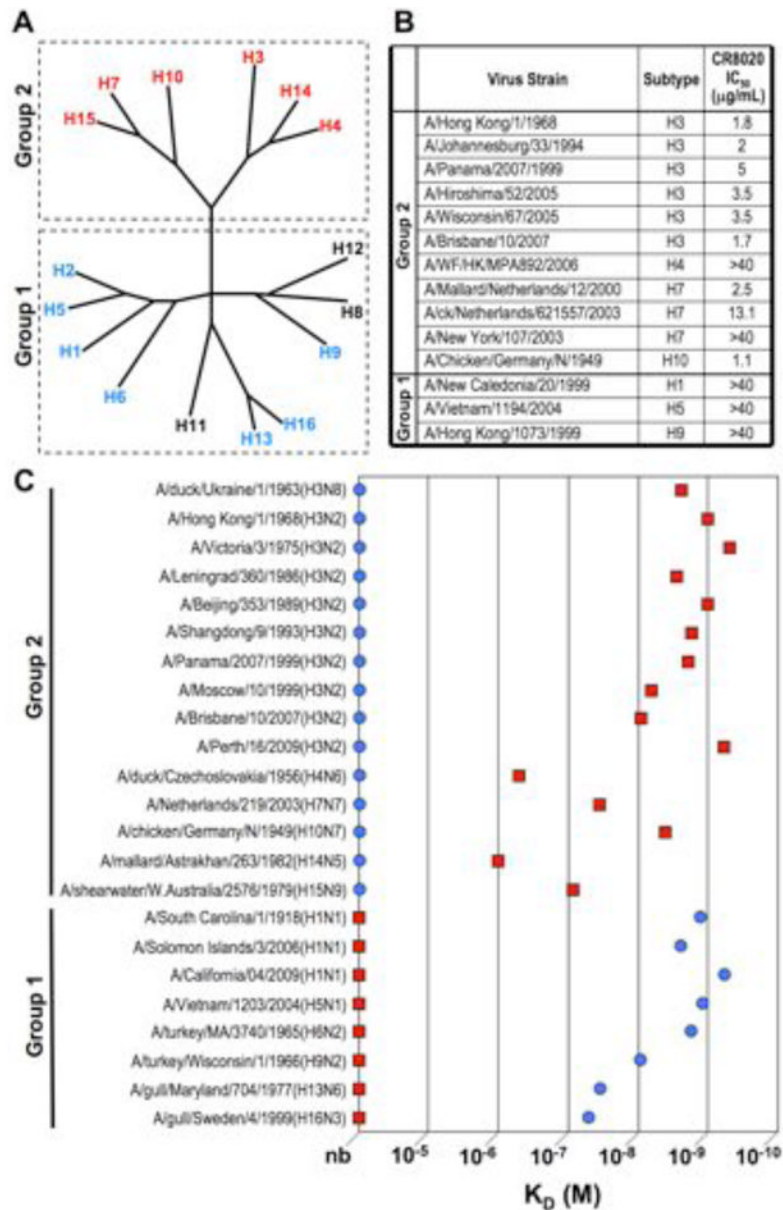 A
Group 2
H3
H7
H10
H14
H15
H4
Group 1
H12
H2
H5
H8
H1
H9
H6
H11
H16
H13
B
Virus Strain Subtype CR8020 IC50 (µg/mL)
Group 2
A/Hong Kong/1/1968 H3 1.8
A/Johannesburg/33/1994 H3 2
A/Panama/2007/1999 H3 5
A/Hiroshima/52/2005 H3 3.5
A/Wisconsin/67/2005 H3 3.5
A/Brisbane/10/2007 H3 1.7
A/WF/HK/MPA892/2006 H4 >40
A/Mallard/Netherlands/12/2000 H7 2.5
A/ck/Netherlands/621557/2003 H7 13.1
A/New York/107/2003 H7 >40
A/Chicken/Germany/N/1949 H10 1.1
Group 1
A/New Caledonia/20/1999 H1 >40
A/Vietnam/1194/2004 H5 >40
A/Hong Kong/1073/1999 H9 >40
C
Group 2
A/duck/Ukraine/1/1963(H3N8)
A/Hong Kong/1/1968(H3N2)
A/Victoria/3/1975(H3N2)
A/Leningrad/360/1986(H3N2)
A/Beijing/353/1989(H3N2)
A/Shangdong/9/1993(H3N2)
A/Panama/2007/1999(H3N2)
A/Moscow/10/1999(H3N2)
A/Brisbane/10/2007(H3N2)
A/Perth/16/2009(H3N2)
A/duck/Czechoslovakia/1956(H4N6)
A/Netherlands/219/2003(H7N7)
A/chicken/Germany/N/1949(H10N7)
A/mallard/Astrakhan/263/1982(H14N5)
A/shearwater/W.Australia/2576/1979(H15N9)
Group 1
A/South Carolina/1/1918(H1N1)
A/Solomon Islands/3/2006(H1N1)
A/California/04/2009(H1N1)
A/Vietnam/1203/2004(H5N1)
A/turkey/MA/3740/1965(H6N2)
A/turkey/Wisconsin/1/1966(H9N2)
A/gull/Maryland/704/1977(H13N6)
A/gull/Sweden/4/1999(H16N3)
nb 10-5 10-6 10-7 10-8 10-9 10-10
KD (M)